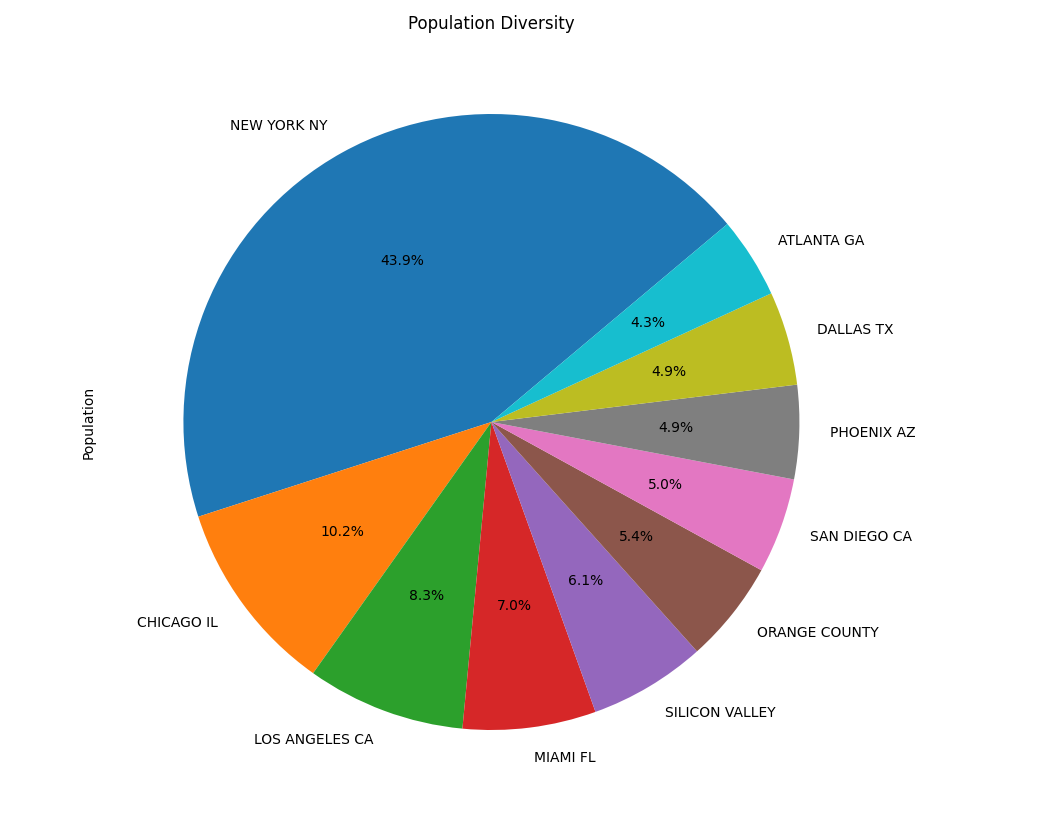 Population Diversity
NEW YORK NY
43.9%
ATLANTA GA
4.3%
DALLAS TX
4.9%
PHOENIX AZ
4.9%
SAN DIEGO CA
5.0%
ORANGE COUNTY
5.4%
SILICON VALLEY
6.1%
MIAMI FL
7.0%
LOS ANGELES CA
8.3%
CHICAGO IL
10.2%
Population